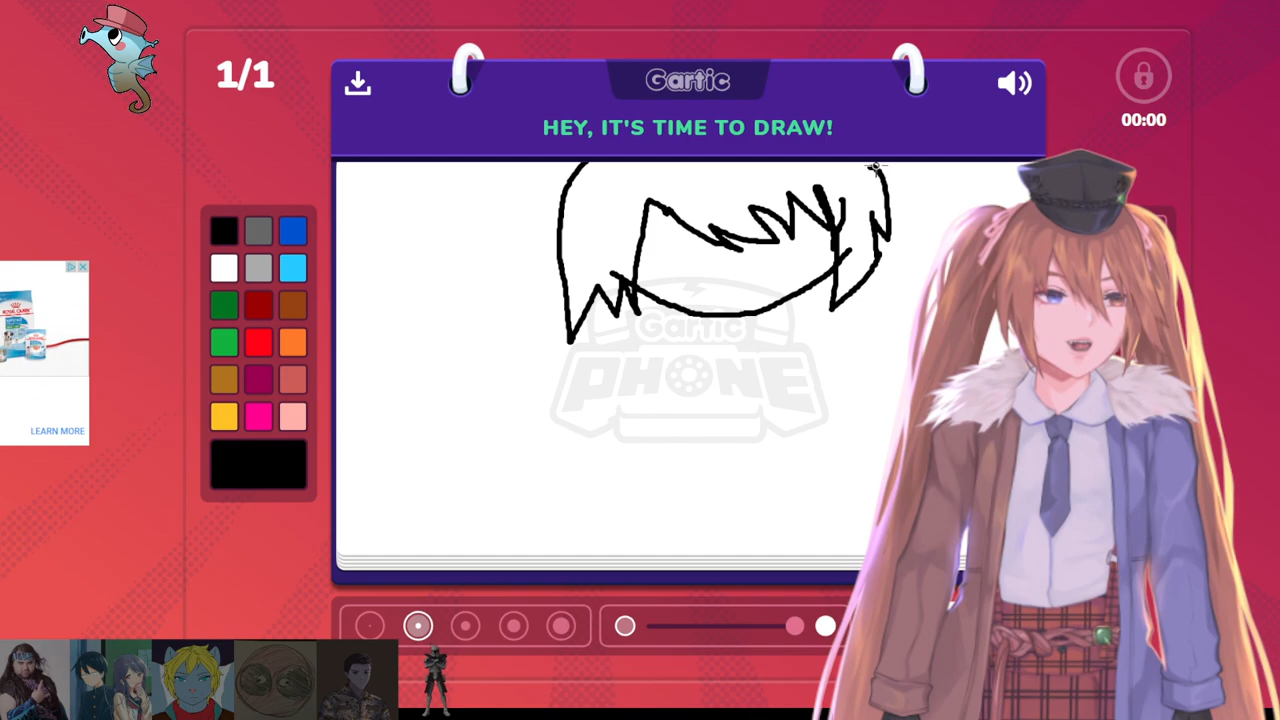 1/1
Gartic
00:00
HEY, IT'S TIME TO DRAW!
Gartic
PHONE
LEARN MORE